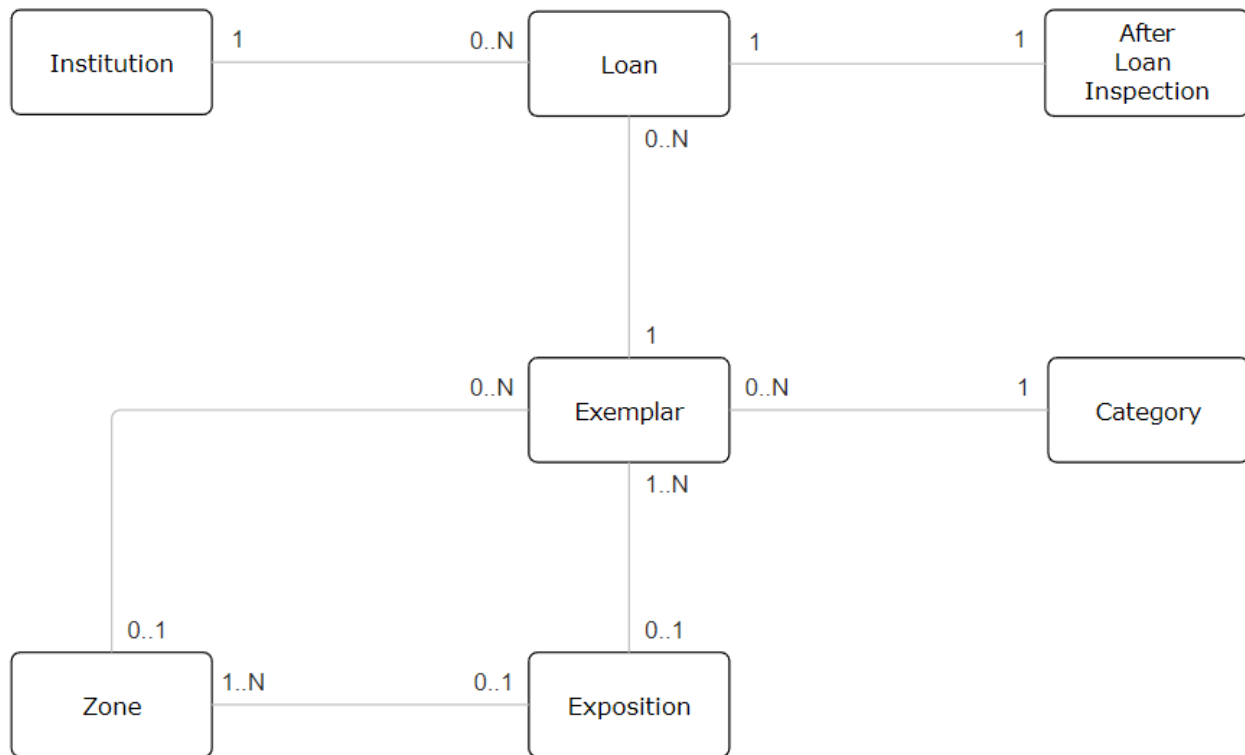 Institution
1
0..N
Loan
1
1
After
Loan
Inspection
0..N
1
0..N
Exemplar
0..N
1
Category
1..N
0..1
0..1
Zone
1..N
0..1
Exposition